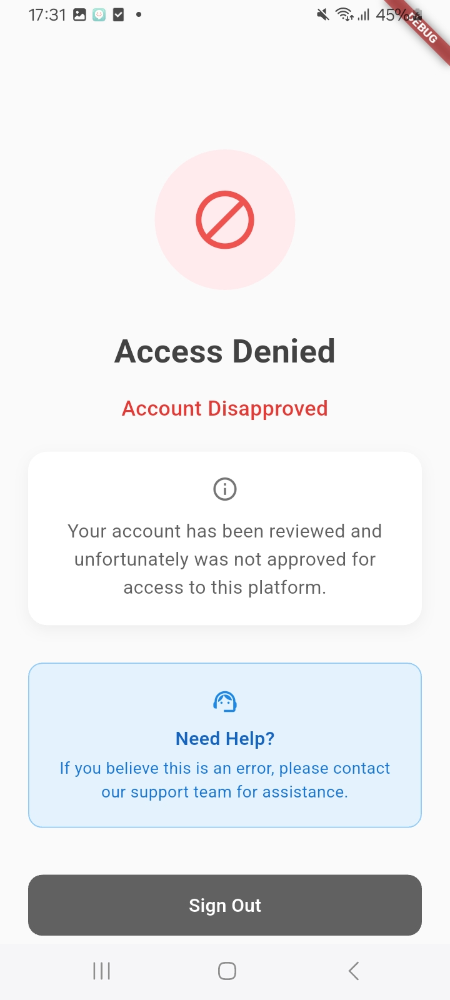 17:31
45%
DEBUG
Access Denied
Account Disapproved
Your account has been reviewed and
unfortunately was not approved for
access to this platform.
Need Help?
If you believe this is an error, please contact
our support team for assistance.
Sign Out